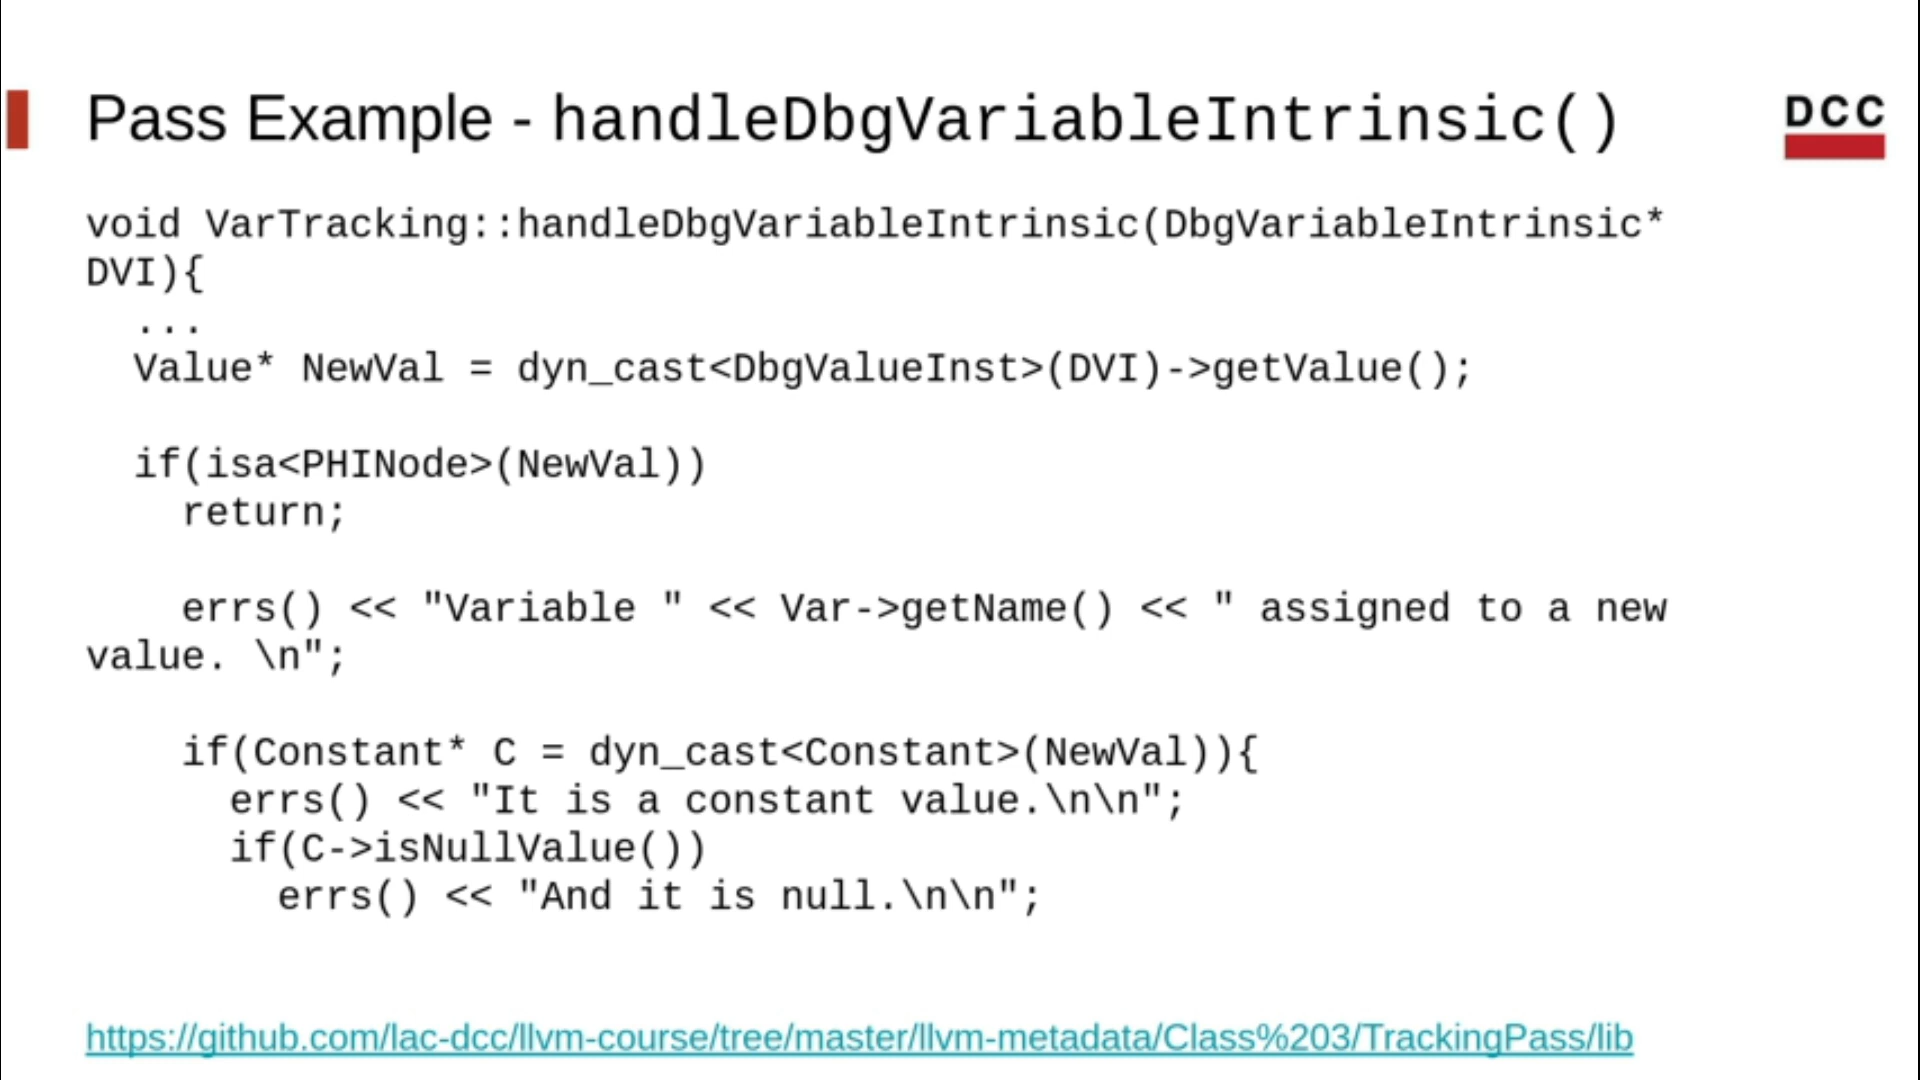 Pass Example - handleDbgVariableIntrinsic()
DCC
void VarTracking::handleDbgVariableIntrinsic(DbgVariableIntrinsic*
DVI){
...
Value* NewVal = dyn_cast<DbgValueInst>(DVI)->getValue();
if(isa<PHINode>(NewVal))
return;
errs() << "Variable " << Var->getName() << " assigned to a new
value. \n";
if(Constant* C = dyn_cast<Constant>(NewVal)){
errs() << "It is a constant value.\n\n";
if(C->isNullValue())
errs() << "And it is null.\n\n";
https://github.com/lac-dcc/llvm-course/tree/master/llvm-metadata/Class%203/TrackingPass/lib